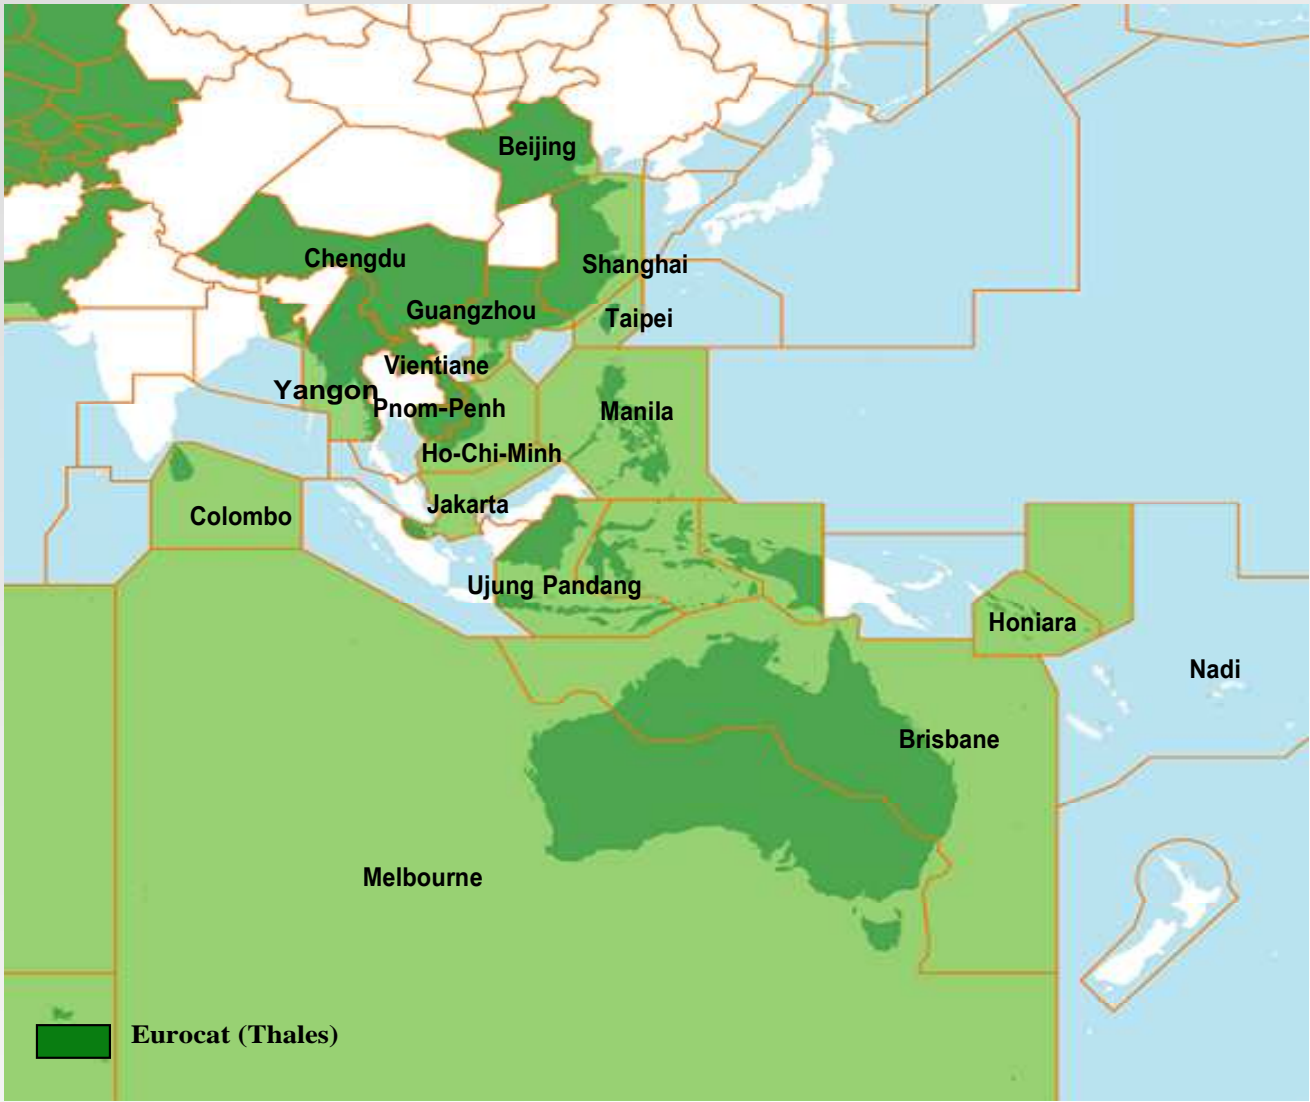 Beijing
Chengdu
Shanghai
Guangzhou
Taipei
Vientiane
Yangon
Pnom-Penh
Manila
Ho-Chi-Minh
Jakarta
Colombo
Ujung Pandang
Honiara
Nadi
Brisbane
Melbourne
Eurocat (Thales)